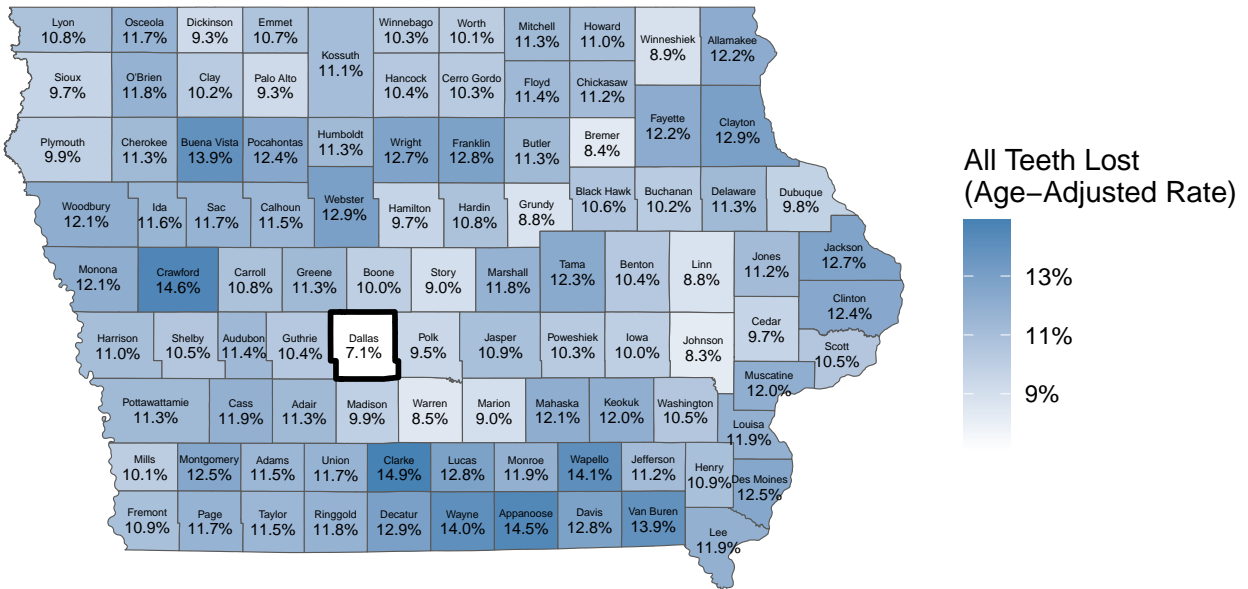 Lyon
10.8%
Osceola
11.7%
Dickinson
9.3%
Emmet
10.7%
Kossuth
11.1%
Winnebago
10.3%
Worth
10.1%
Mitchell
11.3%
Howard
11.0%
Winneshiek
8.9%
Allamakee
12.2%
Sioux
9.7%
O'Brien
11.8%
Clay
10.2%
Palo Alto
9.3%
Hancock
10.4%
Cerro Gordo
10.3%
Floyd
11.4%
Chickasaw
11.2%
Fayette
12.2%
Clayton
12.9%
Plymouth
9.9%
Cherokee
11.3%
Buena Vista
13.9%
Pocahontas
12.4%
Humboldt
11.3%
Wright
12.7%
Franklin
12.8%
Butler
11.3%
Bremer
8.4%
Woodbury
12.1%
Ida
11.6%
Sac
11.7%
Calhoun
11.5%
Webster
12.9%
Hamilton
9.7%
Hardin
10.8%
Grundy
8.8%
Black Hawk
10.6%
Buchanan
10.2%
Delaware
11.3%
Dubuque
9.8%
Monona
12.1%
Crawford
14.6%
Carroll
10.8%
Greene
11.3%
Boone
10.0%
Story
9.0%
Marshall
11.8%
Tama
12.3%
Benton
10.4%
Linn
8.8%
Jones
11.2%
Jackson
12.7%
Clinton
12.4%
Harrison
11.0%
Shelby
10.5%
Audubon
11.4%
Guthrie
10.4%
Dallas
7.1%
Polk
9.5%
Jasper
10.9%
Poweshiek
10.3%
Iowa
10.0%
Johnson
8.3%
Cedar
9.7%
Scott
10.5%
Muscatine
12.0%
Pottawattamie
11.3%
Cass
11.9%
Adair
11.3%
Madison
9.9%
Warren
8.5%
Marion
9.0%
Mahaska
12.1%
Keokuk
12.0%
Washington
10.5%
Louisa
11.9%
Mills
10.1%
Montgomery
12.5%
Adams
11.5%
Union
11.7%
Clarke
14.9%
Lucas
12.8%
Monroe
11.9%
Wapello
14.1%
Jefferson
11.2%
Henry
10.9%
Des Moines
12.5%
Fremont
10.9%
Page
11.7%
Taylor
11.5%
Ringgold
11.8%
Decatur
12.9%
Wayne
14.0%
Appanoose
14.5%
Davis
12.8%
Van Buren
13.9%
Lee
11.9%
All Teeth Lost
(Age−Adjusted Rate)
13%
11%
9%